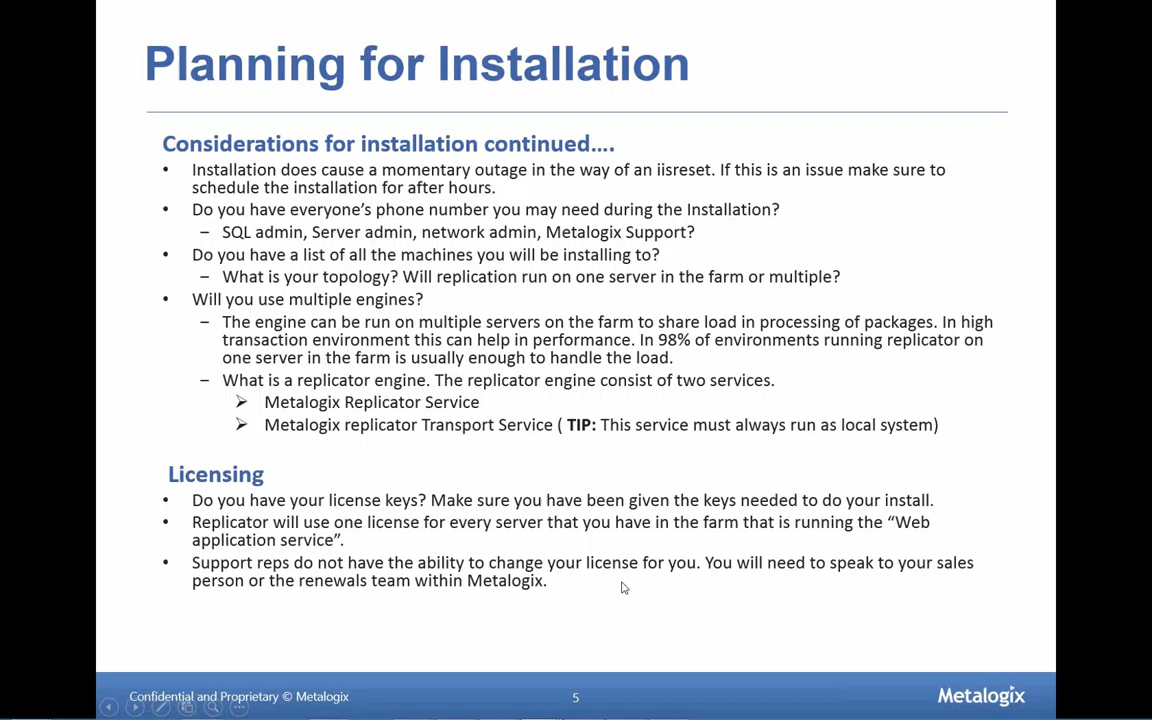 Planning for Installation
Considerations for installation continued....
• Installation does cause a momentary outage in the way of an iisreset. If this is an issue make sure to
schedule the installation for after hours.
• Do you have everyone's phone number you may need during the Installation?
– SQL admin, Server admin, network admin, Metalogix Support?
• Do you have a list of all the machines you will be installing to?
– What is your topology? Will replication run on one server in the farm or multiple?
• Will you use multiple engines?
– The engine can be run on multiple servers on the farm to share load in processing of packages. In high
transaction environment this can help in performance. In 98% of environments running replicator on
one server in the farm is usually enough to handle the load.
– What is a replicator engine. The replicator engine consist of two services.
➢ Metalogix Replicator Service
➢ Metalogix replicator Transport Service ( TIP: This service must always run as local system)
Licensing
• Do you have your license keys? Make sure you have been given the keys needed to do your install.
• Replicator will use one license for every server that you have in the farm that is running the “Web
application service”.
• Support reps do not have the ability to change your license for you. You will need to speak to your sales
person or the renewals team within Metalogix.
Confidential and Proprietary © Metalogix
5
Metalogix